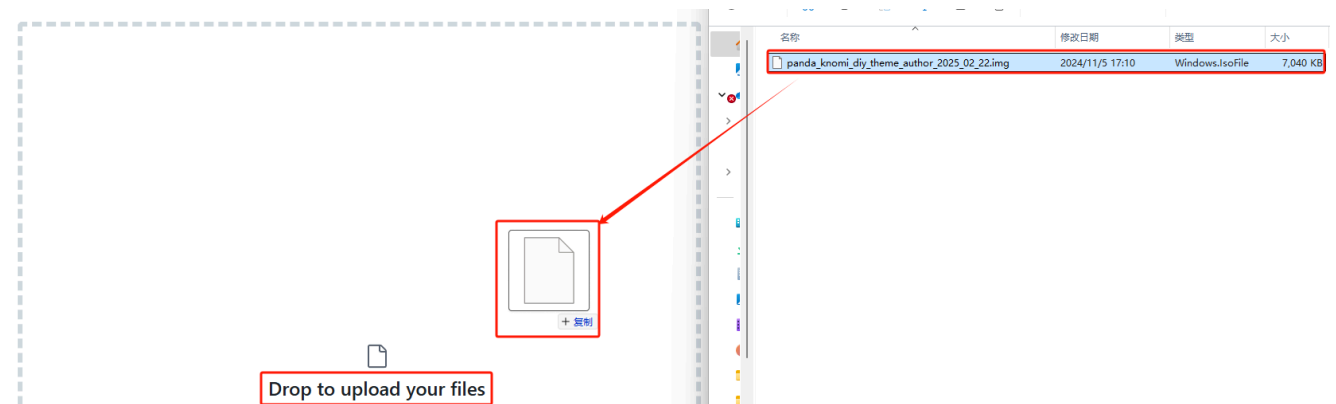 名称 修改日期 类型 大小
panda_knomi_diy_theme_author_2025_02_22.img 2024/11/5 17:10 Windows.IsoFile 7,040 KB
+ 复制
Drop to upload your files